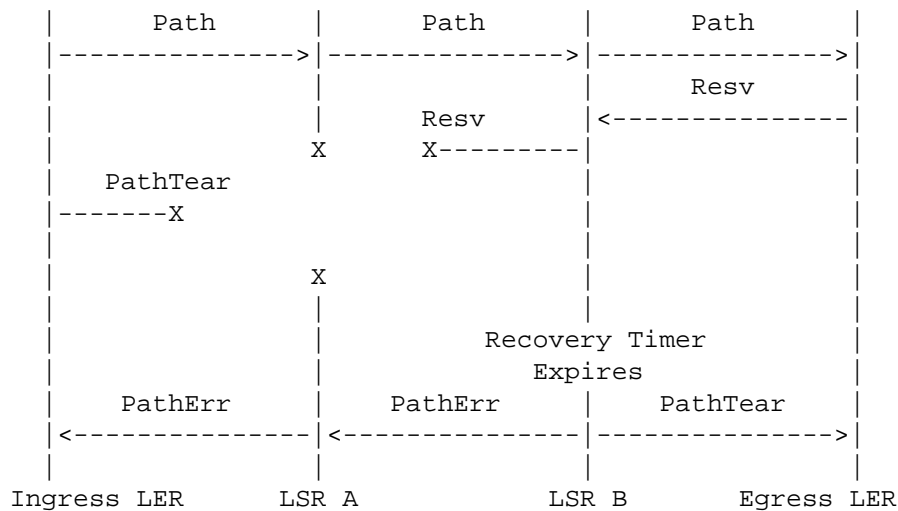 Path Path Path
Resv
Resv
X X
PathTear
X
X
Recovery Timer
Expires
PathErr PathErr PathTear
Ingress LER LSR A LSR B Egress LER